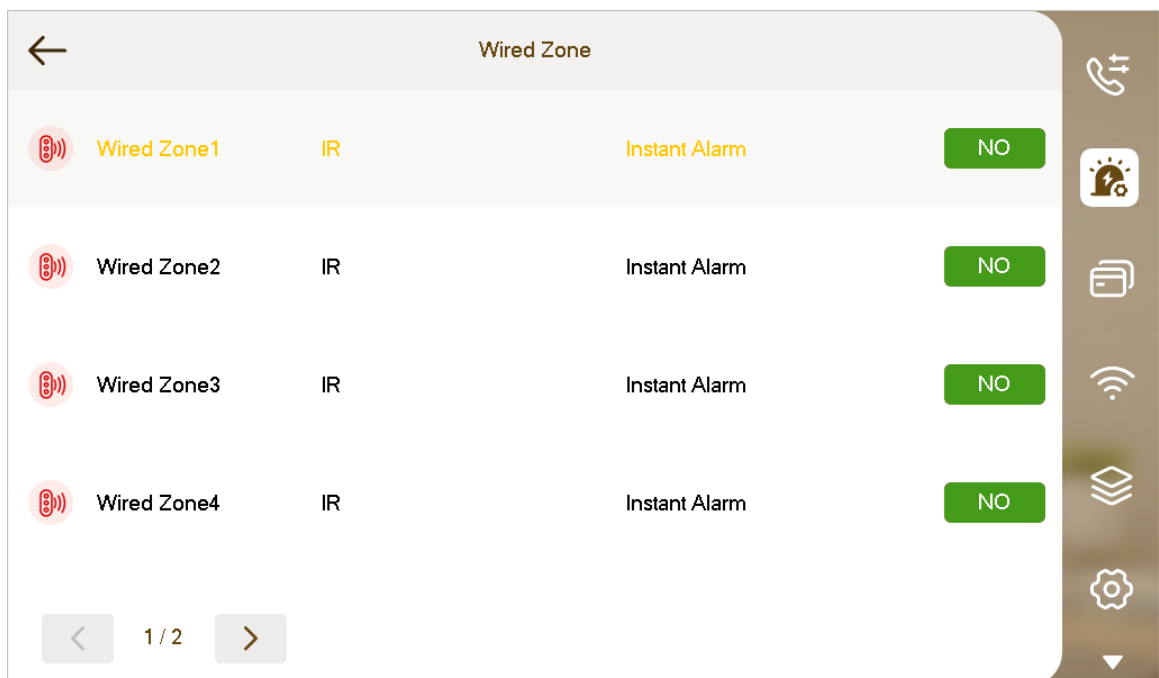 Wired Zone
Wired Zone1 IR Instant Alarm NO
Wired Zone2 IR Instant Alarm NO
Wired Zone3 IR Instant Alarm NO
Wired Zone4 IR Instant Alarm NO
1 / 2